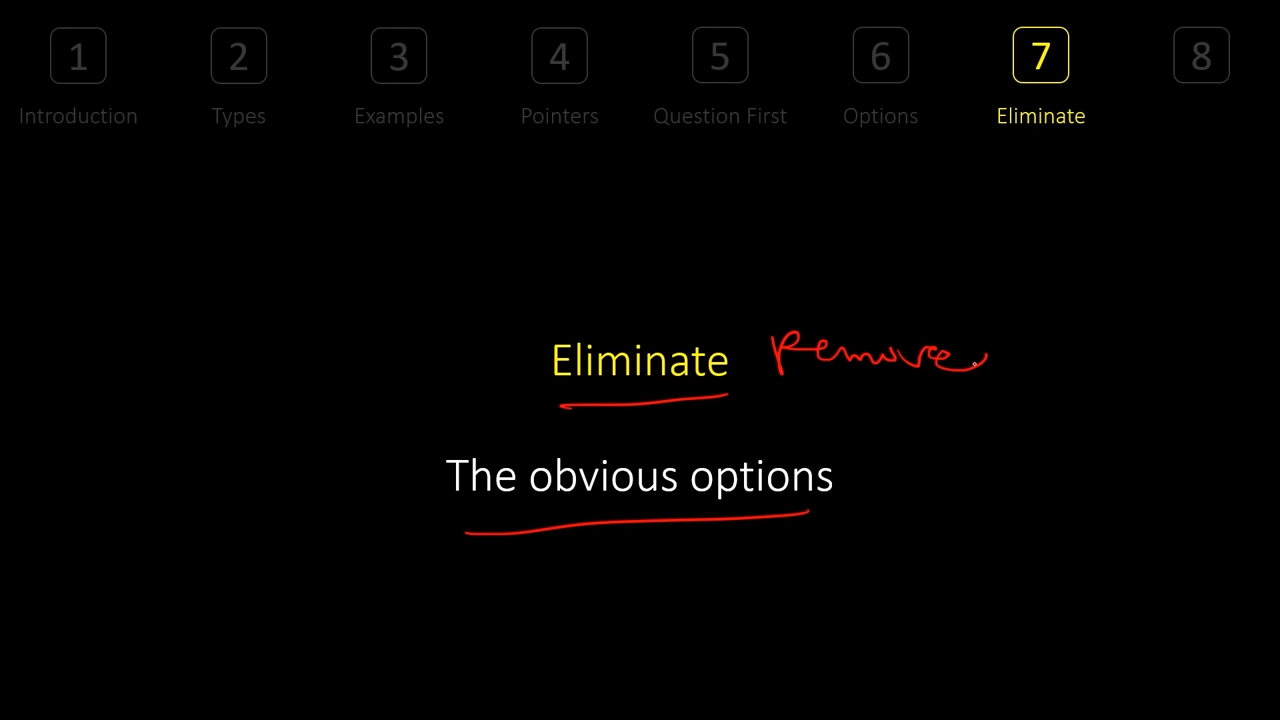 1 2 3 4 5 6 7 8
Introduction Types Examples Pointers Question First Options Eliminate
Eliminate Remove
The obvious options